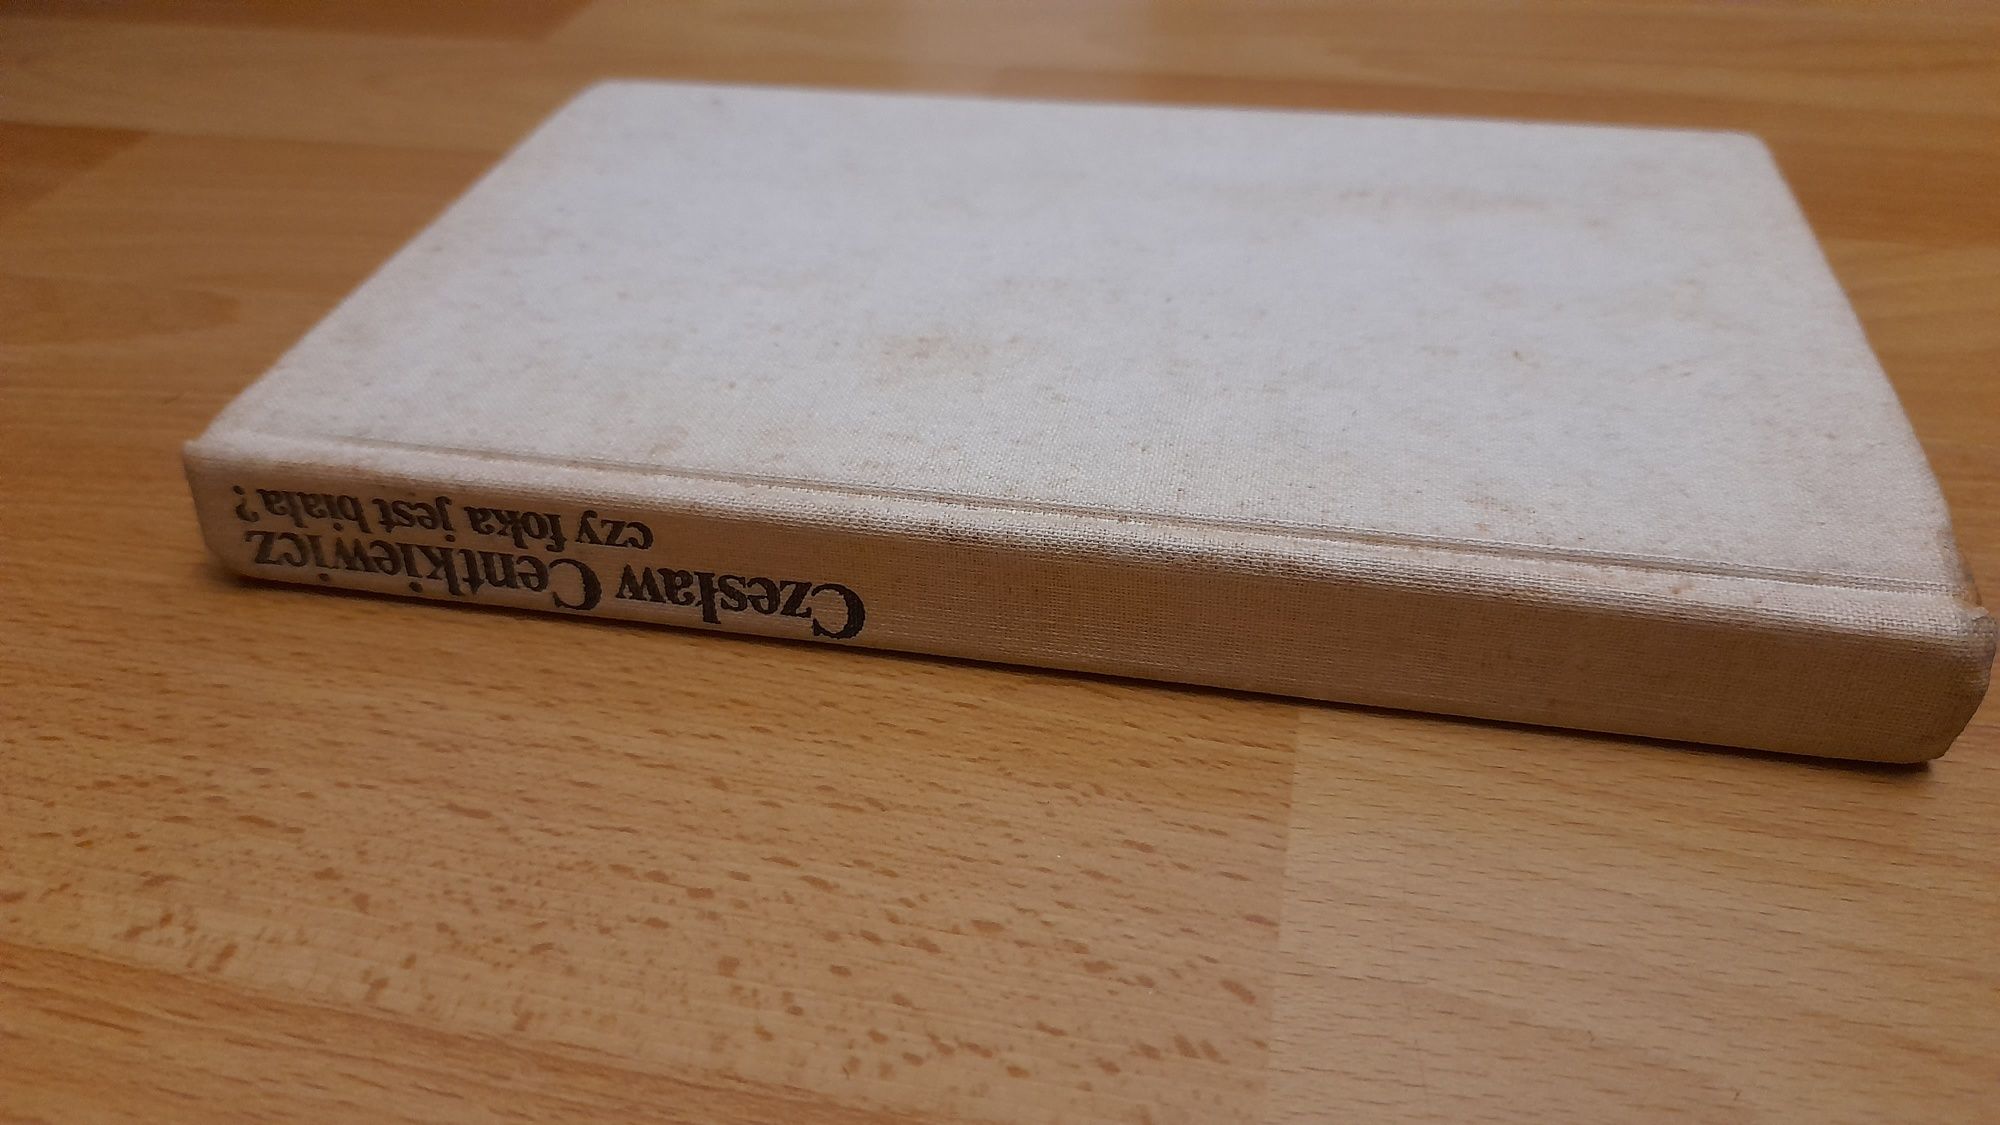 Czesław Centkiewicz
czy foka jest biała?